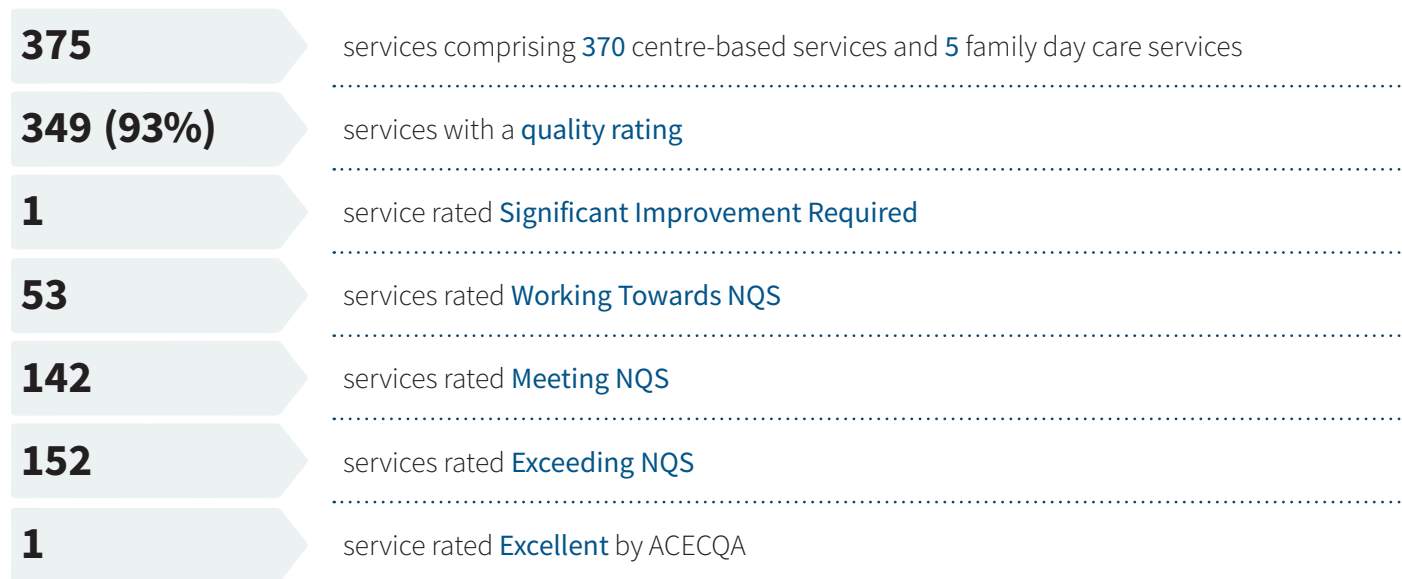 375 services comprising 370 centre-based services and 5 family day care services
349 (93%) services with a quality rating
1 service rated Significant Improvement Required
53 services rated Working Towards NQS
142 services rated Meeting NQS
152 services rated Exceeding NQS
1 service rated Excellent by ACECQA